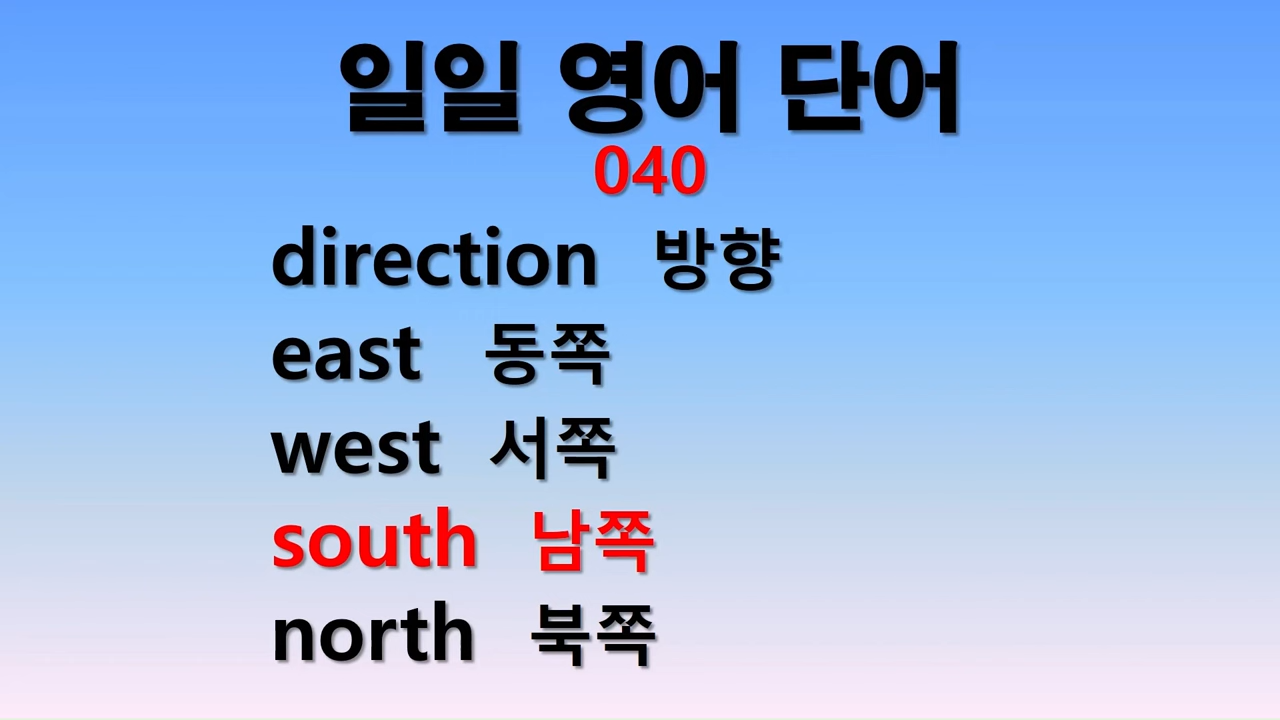 일일 영어 단어
040
direction 방향
east 동쪽
west 서쪽
south 남쪽
north 북쪽